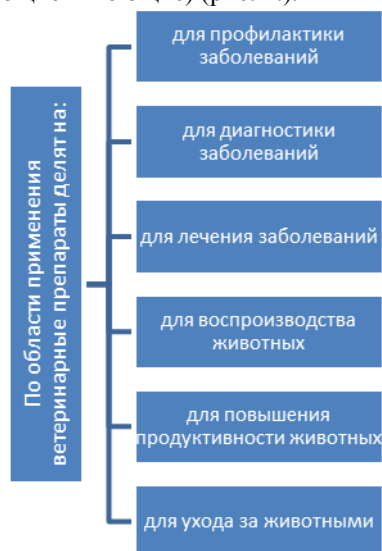 По области применения
ветеринарные препараты делят на:
для профилактики
заболеваний
для диагностики
заболеваний
для лечения заболеваний
для воспроизводства
животных
для повышения
продуктивности животных
для ухода за животными